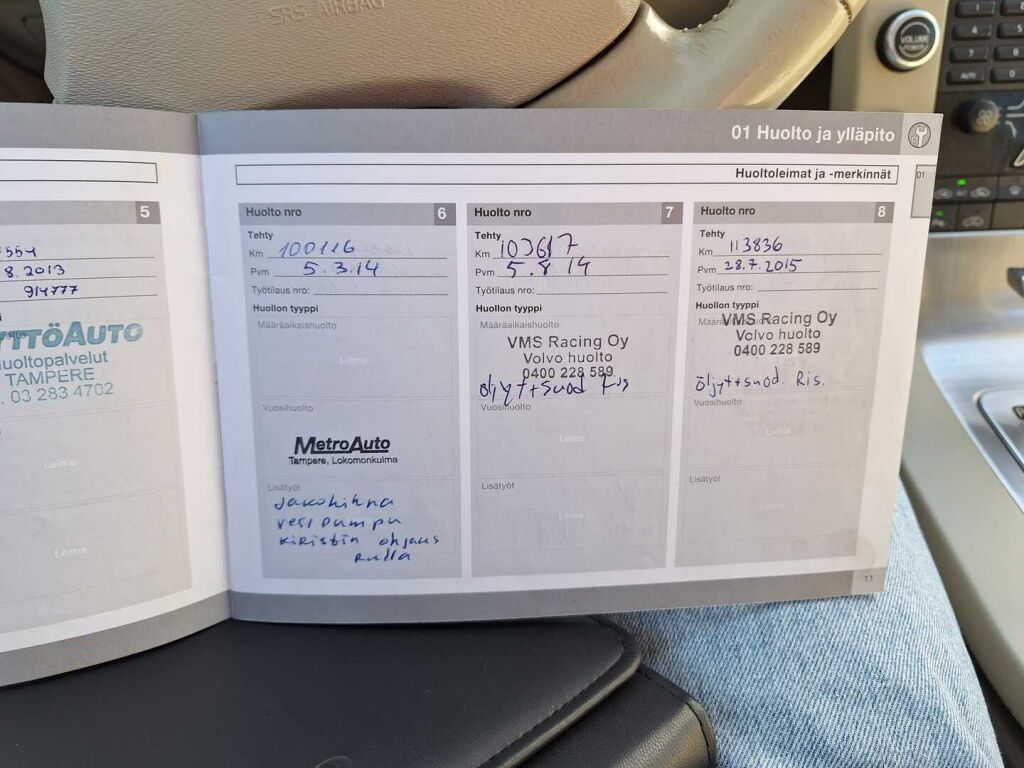 SRS AIRBAG
VOLUME
POWER
AUTO
01 Huolto ja ylläpito
Huoltoleimat ja -merkinnät
01
5
8.2013
914777
TTÖAUTO
Huoltopalvelut
TAMPERE
. 03 283 4702
Leima
Leima
Huolto nro 6
Tehty
Km 100116
Pvm 5.3.14
Työtilaus nro:
Huollon tyyppi
Määräaikaishuolto
Leima
Vuosihuolto
MetroAuto
Tampere, Lokomonkulma
Lisätyöt
Jakohihna
vesipumpu
kiristin ohjaus
rulla
Huolto nro 7
Tehty
Km 103617
Pvm 5.8 14
Työtilaus nro:
Huollon tyyppi
Määräaikaishuolto
VMS Racing Oy
Volvo huolto
0400 228 589
öljyt+suod
Vuosihuolto
Leima
Lisätyöt
Leima
Huolto nro 8
Tehty
Km 113836
Pvm 28.7.2015
Työtilaus nro:
Huollon tyyppi
Määräaikaishuolto
VMS Racing Oy
Volvo huolto
0400 228 589
öljyt+suod. Ris.
Vuosihuolto
Leima
Lisätyöt
Leima
11